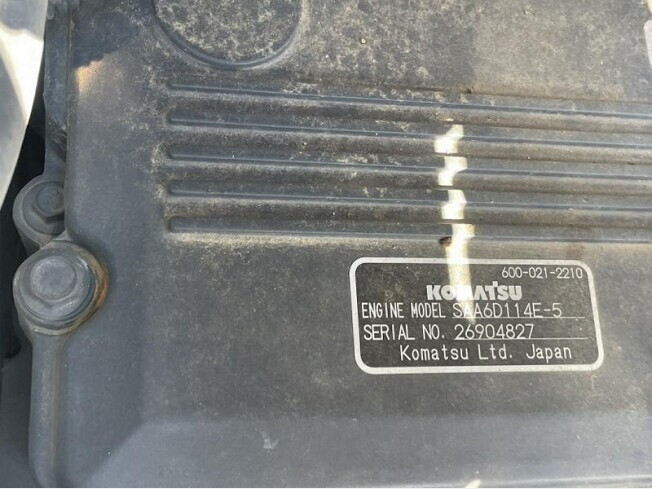 600-021-2210
KOMATSU
ENGINE MODEL SAA6D114E-5
SERIAL NO. 26904827
Komatsu Ltd. Japan